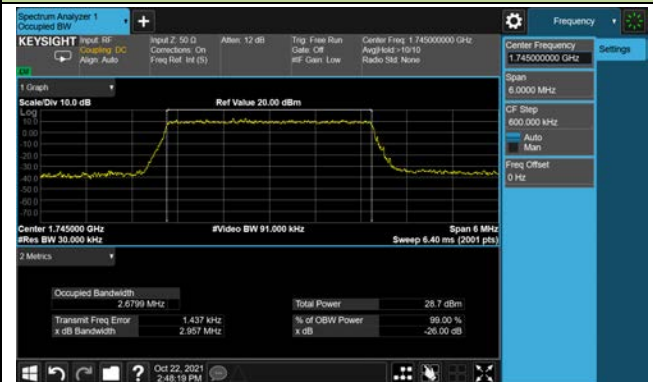 Spectrum Analyzer 1
Occupied BW
Frequency
KEYSIGHT
Input: RF
Coupling: DC
Align: Auto
Input Z: 50 Ω
Corrections: On
Freq Ref: Int (S)
Atten: 12 dB
Trig: Free Run
Gate: Off
#IF Gain: Low
Center Freq: 1.745000000 GHz
Avg|Hold:>10/10
Radio Std: None
Center Frequency
1.745000000 GHz
Settings
Span
6.0000 MHz
CF Step
600.000 kHz
Auto
Man
Freq Offset
0 Hz
1 Graph
Scale/Div 10.0 dB
Ref Value 20.00 dBm
Log
10.0
0.00
-10.0
-20.0
-30.0
-40.0
-50.0
-60.0
-70.0
Center 1.745000 GHz
#Video BW 91.000 kHz
Span 6 MHz
#Res BW 30.000 kHz
Sweep 6.40 ms (2001 pts)
2 Metrics
Occupied Bandwidth
2.6799 MHz
Total Power
28.7 dBm
Transmit Freq Error
1.437 kHz
% of OBW Power
99.00 %
x dB Bandwidth
2.957 MHz
x dB
-26.00 dB
Oct 22, 2021
2:48:19 PM